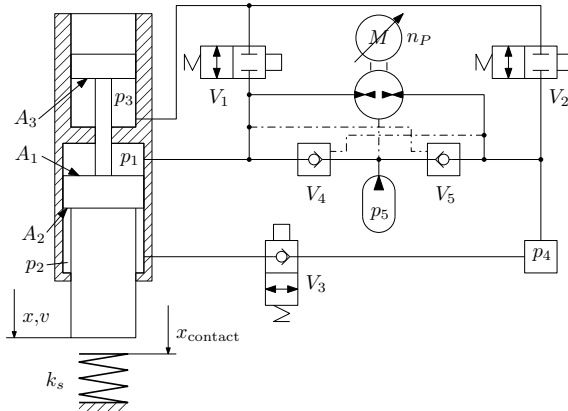 M n_P
p_3
V_1
V_2
A_3
A_1
p_1
V_4
V_5
p_5
A_2
p_2
p_4
V_3
x,v
x_contact
k_s